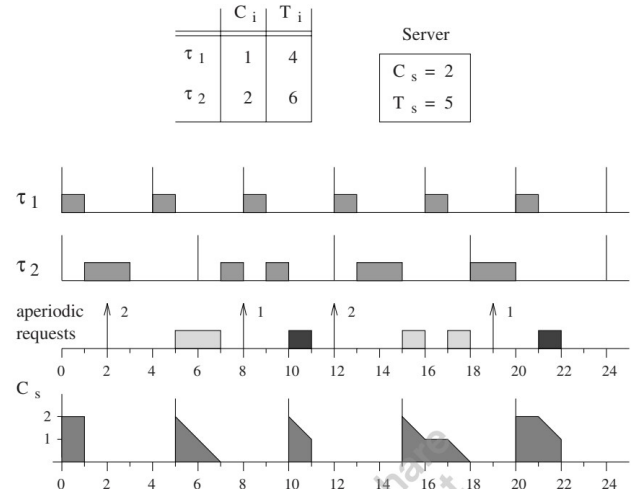 C i T i
τ 1 1 4
τ 2 2 6
Server
C s = 2
T s = 5
τ 1
τ 2
aperiodic
requests
2 1 2 1
0 2 4 6 8 10 12 14 16 18 20 22 24
C s
2
1
0 2 4 6 8 10 12 14 16 18 20 22 24